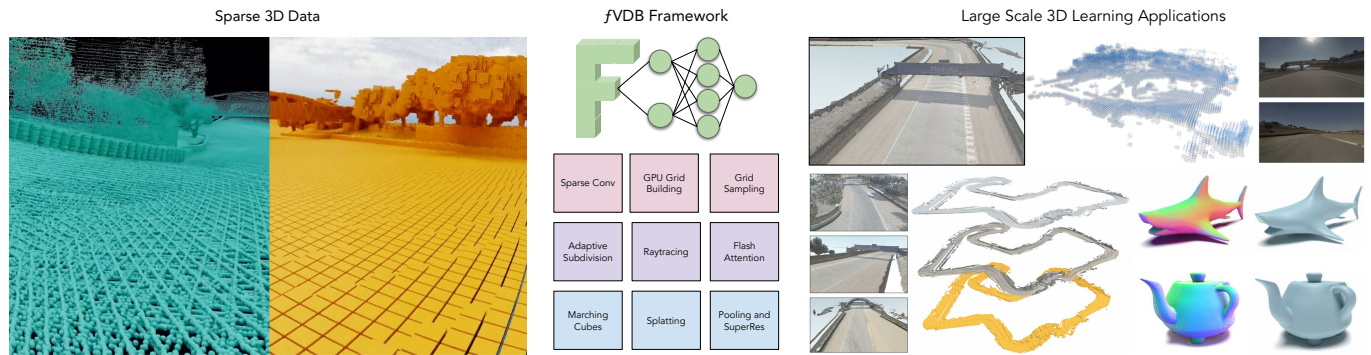 Sparse 3D Data
ƒVDB Framework
Large Scale 3D Learning Applications
Sparse Conv
GPU Grid
Building
Grid
Sampling
Adaptive
Subdivision
Raytracing
Flash
Attention
Marching
Cubes
Splatting
Pooling and
SuperRes